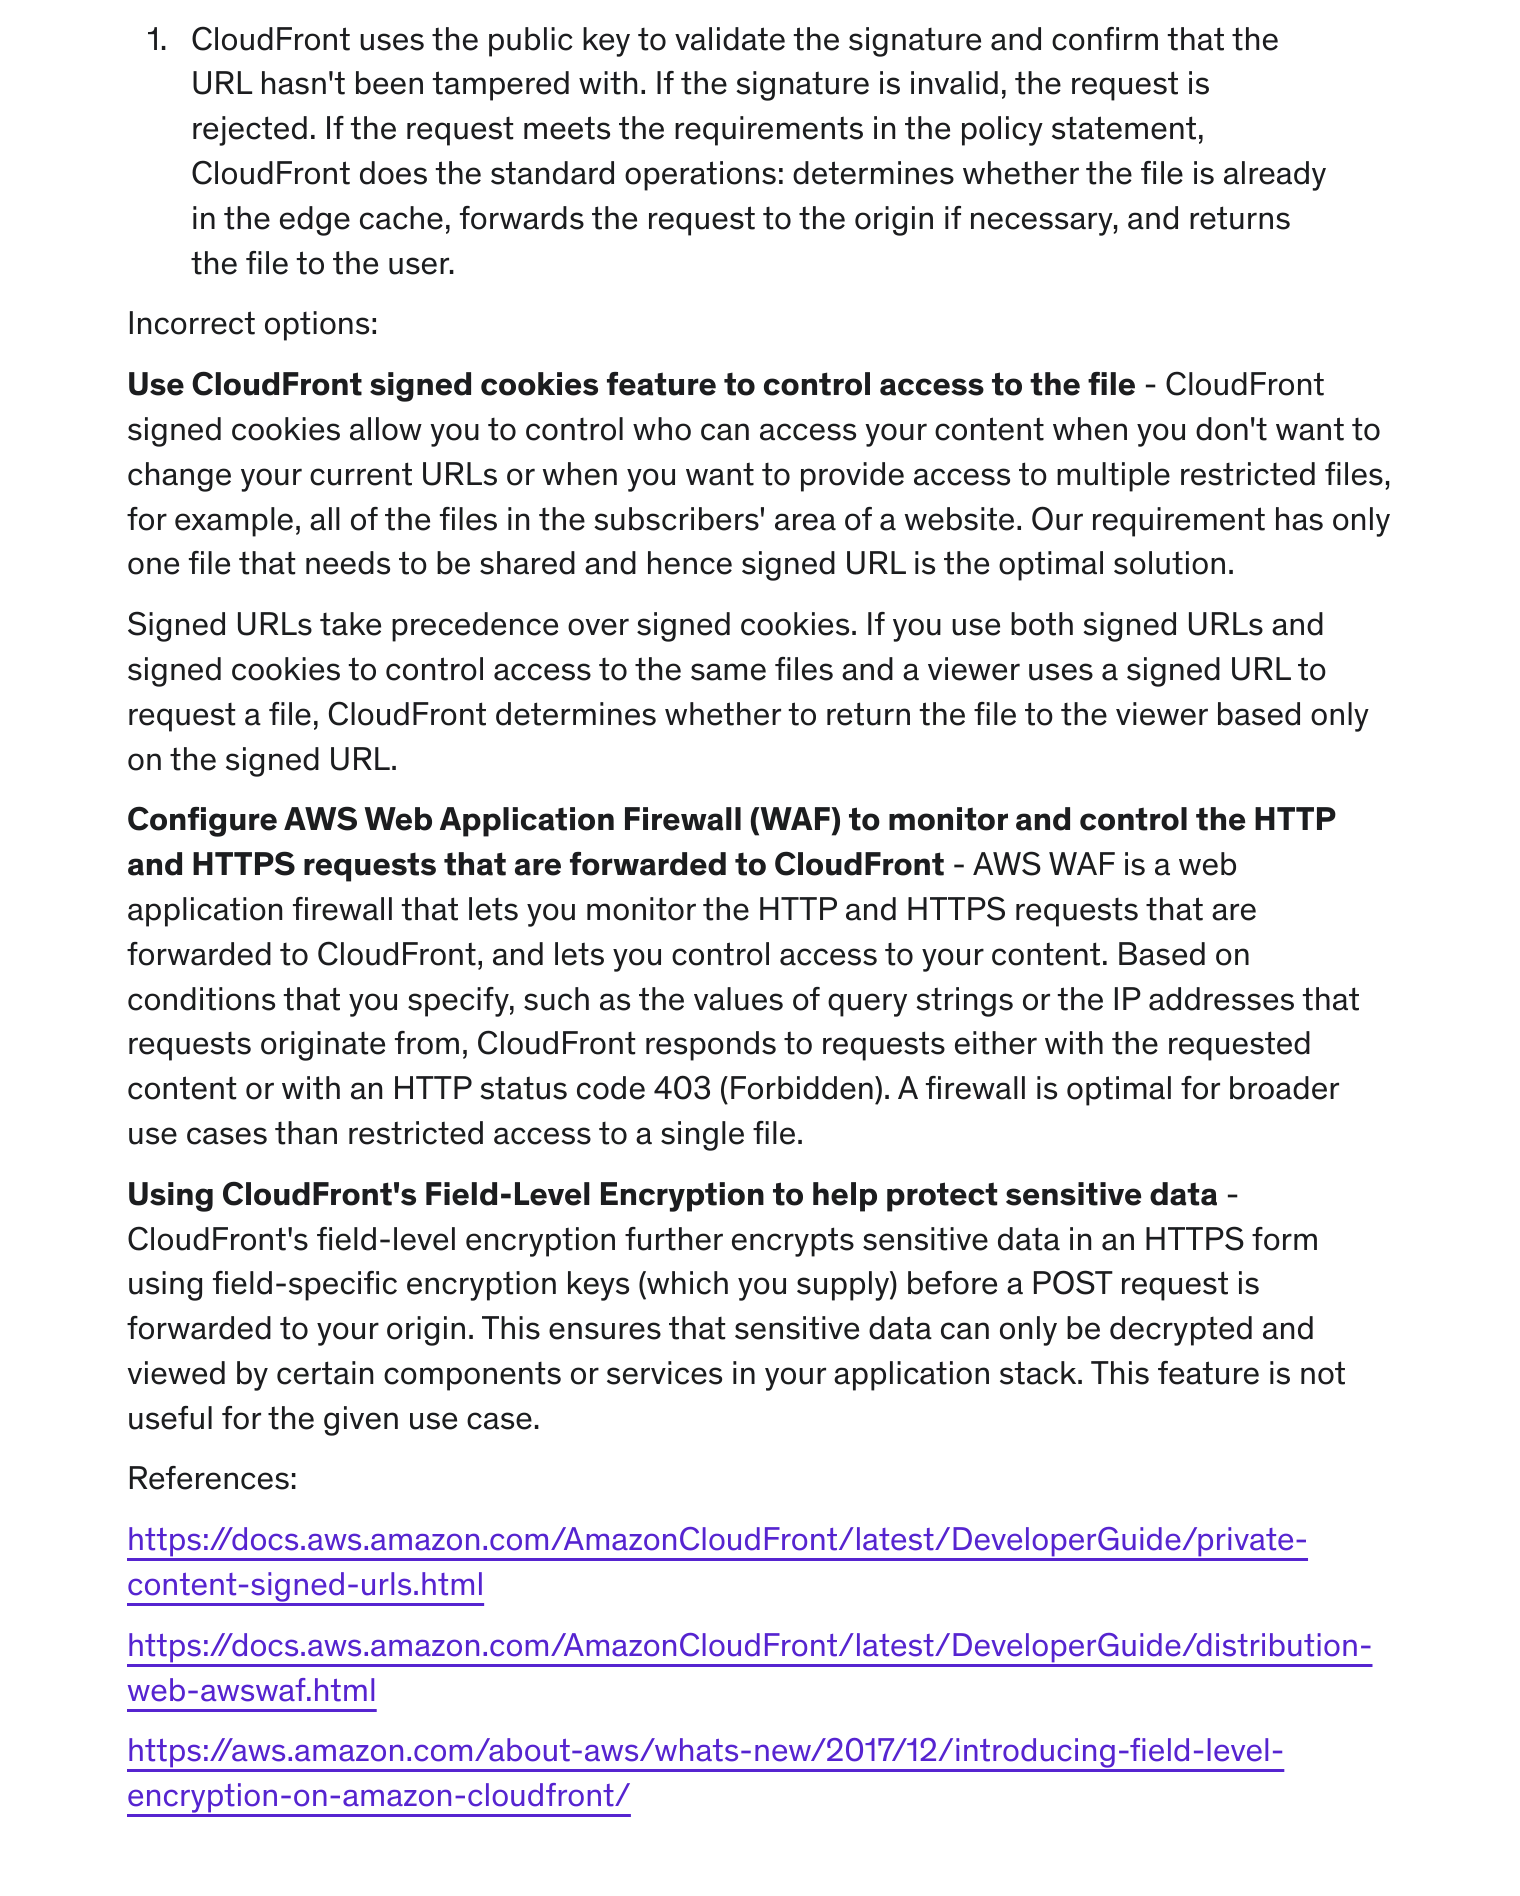 1. CloudFront uses the public key to validate the signature and confirm that the
URL hasn't been tampered with. If the signature is invalid, the request is
rejected. If the request meets the requirements in the policy statement,
CloudFront does the standard operations: determines whether the file is already
in the edge cache, forwards the request to the origin if necessary, and returns
the file to the user.
Incorrect options:
Use CloudFront signed cookies feature to control access to the file - CloudFront
signed cookies allow you to control who can access your content when you don't want to
change your current URLs or when you want to provide access to multiple restricted files,
for example, all of the files in the subscribers' area of a website. Our requirement has only
one file that needs to be shared and hence signed URL is the optimal solution.
Signed URLs take precedence over signed cookies. If you use both signed URLs and
signed cookies to control access to the same files and a viewer uses a signed URL to
request a file, CloudFront determines whether to return the file to the viewer based only
on the signed URL.
Configure AWS Web Application Firewall (WAF) to monitor and control the HTTP
and HTTPS requests that are forwarded to CloudFront - AWS WAF is a web
application firewall that lets you monitor the HTTP and HTTPS requests that are
forwarded to CloudFront, and lets you control access to your content. Based on
conditions that you specify, such as the values of query strings or the IP addresses that
requests originate from, CloudFront responds to requests either with the requested
content or with an HTTP status code 403 (Forbidden). A firewall is optimal for broader
use cases than restricted access to a single file.
Using CloudFront's Field-Level Encryption to help protect sensitive data -
CloudFront's field-level encryption further encrypts sensitive data in an HTTPS form
using field-specific encryption keys (which you supply) before a POST request is
forwarded to your origin. This ensures that sensitive data can only be decrypted and
viewed by certain components or services in your application stack. This feature is not
useful for the given use case.
References:
https://docs.aws.amazon.com/AmazonCloudFront/latest/DeveloperGuide/private-
content-signed-urls.html
https://docs.aws.amazon.com/AmazonCloudFront/latest/DeveloperGuide/distribution-
web-awswaf.html
https://aws.amazon.com/about-aws/whats-new/2017/12/introducing-field-level-
encryption-on-amazon-cloudfront/